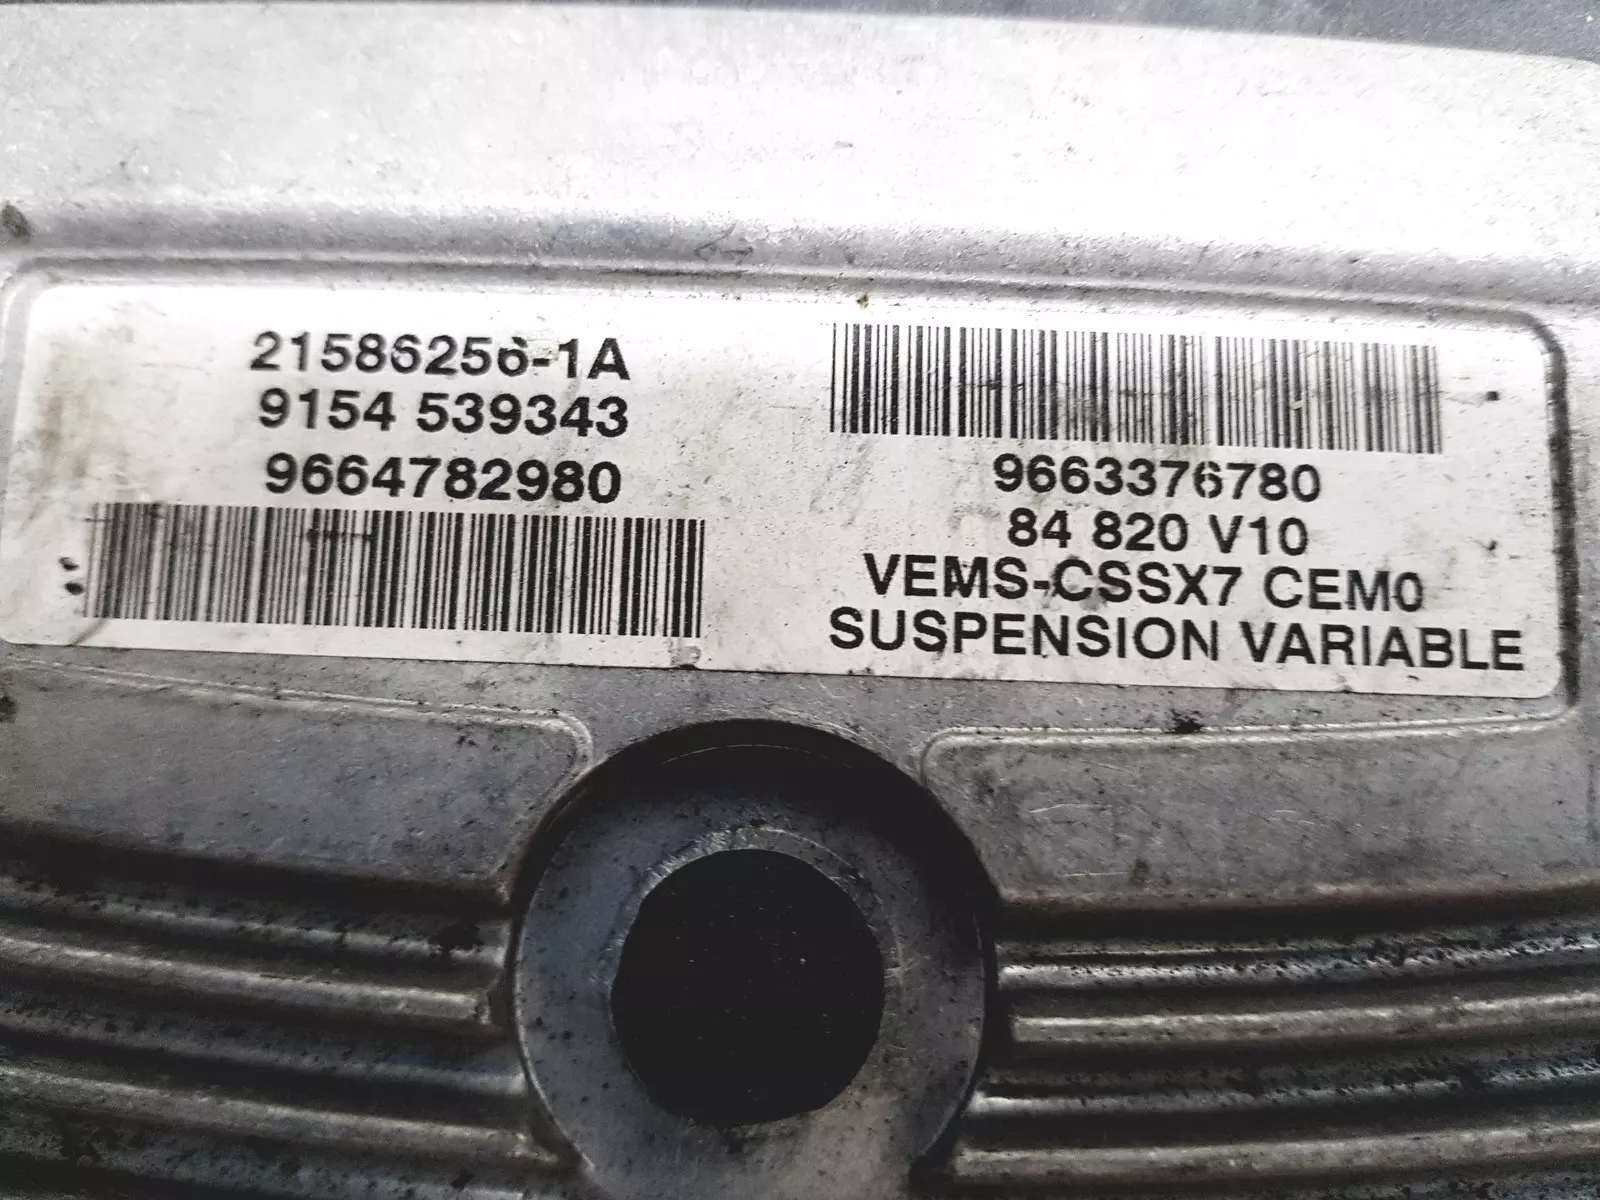 21586256-1A
9154 539343
9664782980
9663376780
84 820 V10
VEMS-CSSX7 CEM0
SUSPENSION VARIABLE